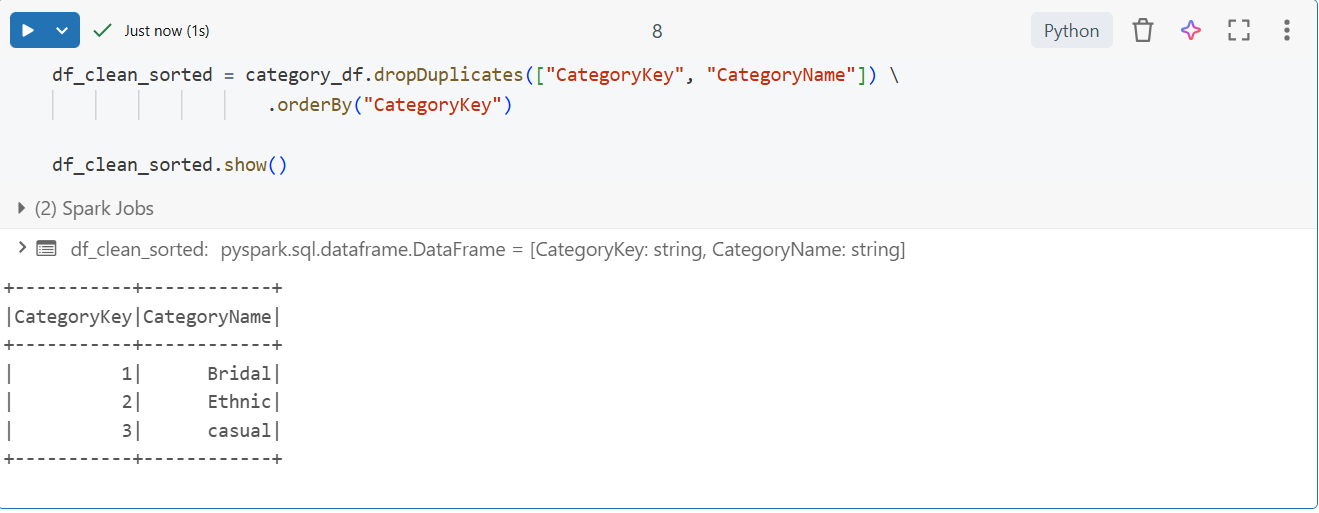 Just now (1s)
8
Python
df_clean_sorted = category_df.dropDuplicates(["CategoryKey", "CategoryName"]) \
.orderBy("CategoryKey")
df_clean_sorted.show()
(2) Spark Jobs
df_clean_sorted: pyspark.sql.dataframe.DataFrame = [CategoryKey: string, CategoryName: string]
+-----------+------------+
|CategoryKey|CategoryName|
+-----------+------------+
|          1|      Bridal|
|          2|      Ethnic|
|          3|      casual|
+-----------+------------+